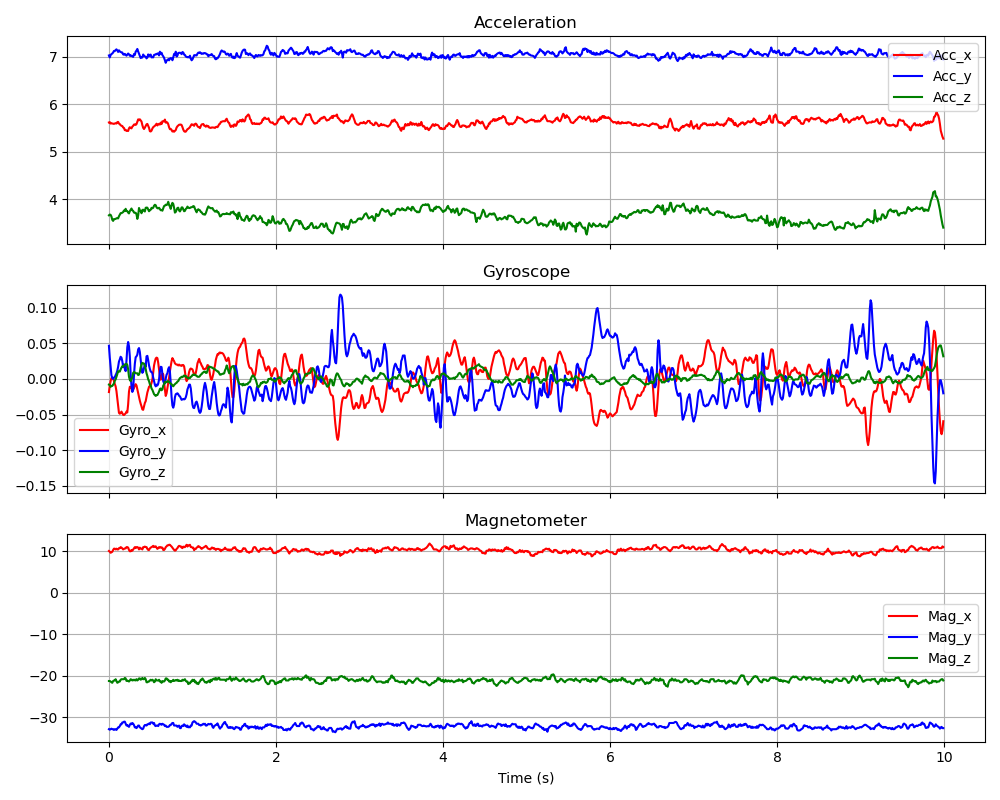 Acceleration
7
6
5
4
Acc_x
Acc_y
Acc_z
Gyroscope
0.10
0.05
0.00
−0.05
−0.10
−0.15
Gyro_x
Gyro_y
Gyro_z
Magnetometer
10
0
−10
−20
−30
Mag_x
Mag_y
Mag_z
0 2 4 6 8 10
Time (s)